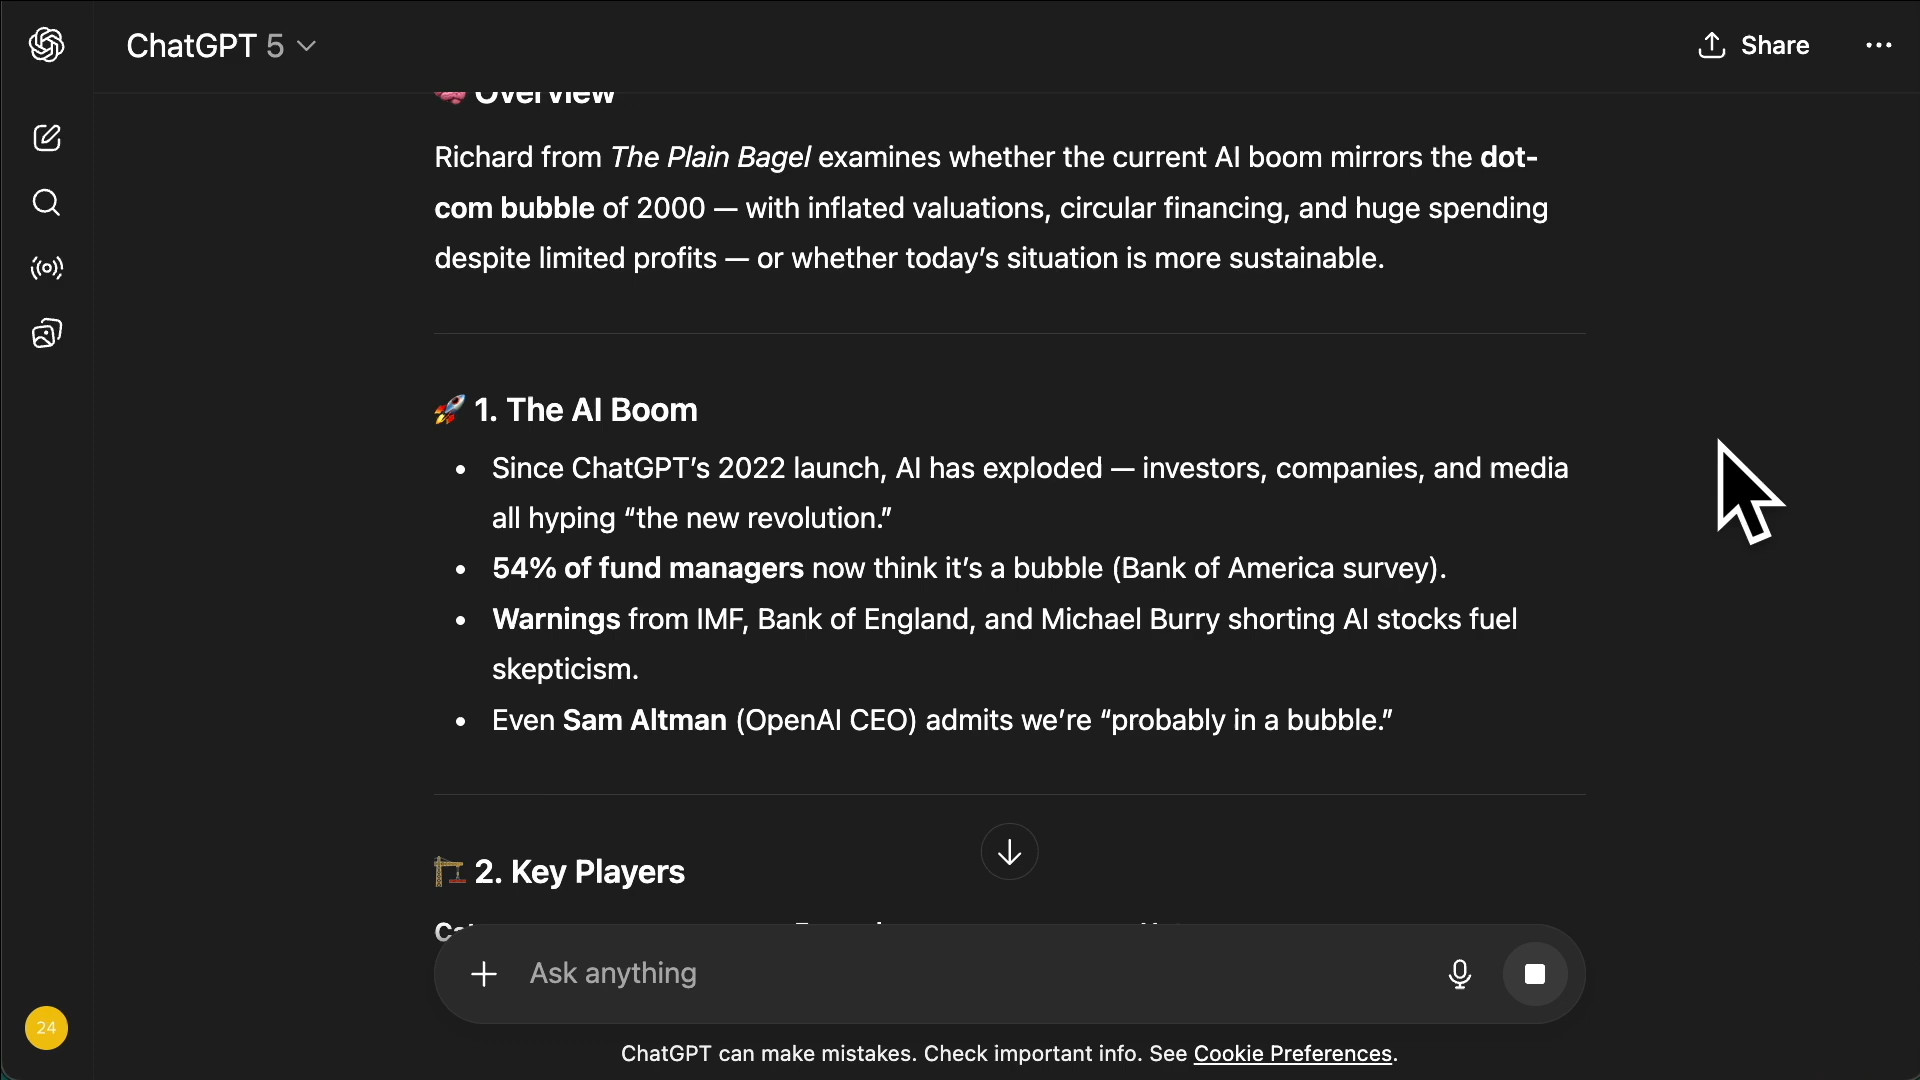 ChatGPT 5
Share
Overview
Richard from The Plain Bagel examines whether the current AI boom mirrors the dot-
com bubble of 2000 — with inflated valuations, circular financing, and huge spending
despite limited profits — or whether today’s situation is more sustainable.
🚀 1. The AI Boom
• Since ChatGPT’s 2022 launch, AI has exploded — investors, companies, and media
all hyping “the new revolution.”
• 54% of fund managers now think it’s a bubble (Bank of America survey).
• Warnings from IMF, Bank of England, and Michael Burry shorting AI stocks fuel
skepticism.
• Even Sam Altman (OpenAI CEO) admits we’re “probably in a bubble.”
🏗️ 2. Key Players
Ask anything
24
ChatGPT can make mistakes. Check important info. See Cookie Preferences.